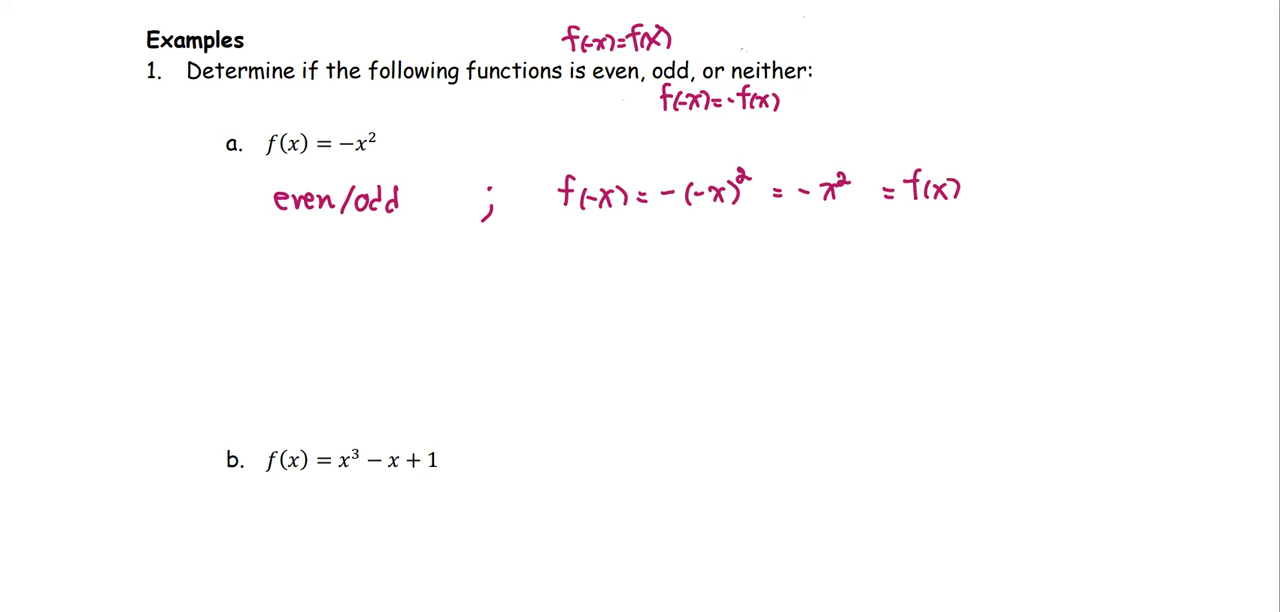 Examples
f(-x)=f(x)
1. Determine if the following functions is even, odd, or neither:
f(-x)=-f(x)
a. f(x) = −x²
even/odd ; f(-x) = -(-x)² = -x² = f(x)
b. f(x) = x³ − x + 1